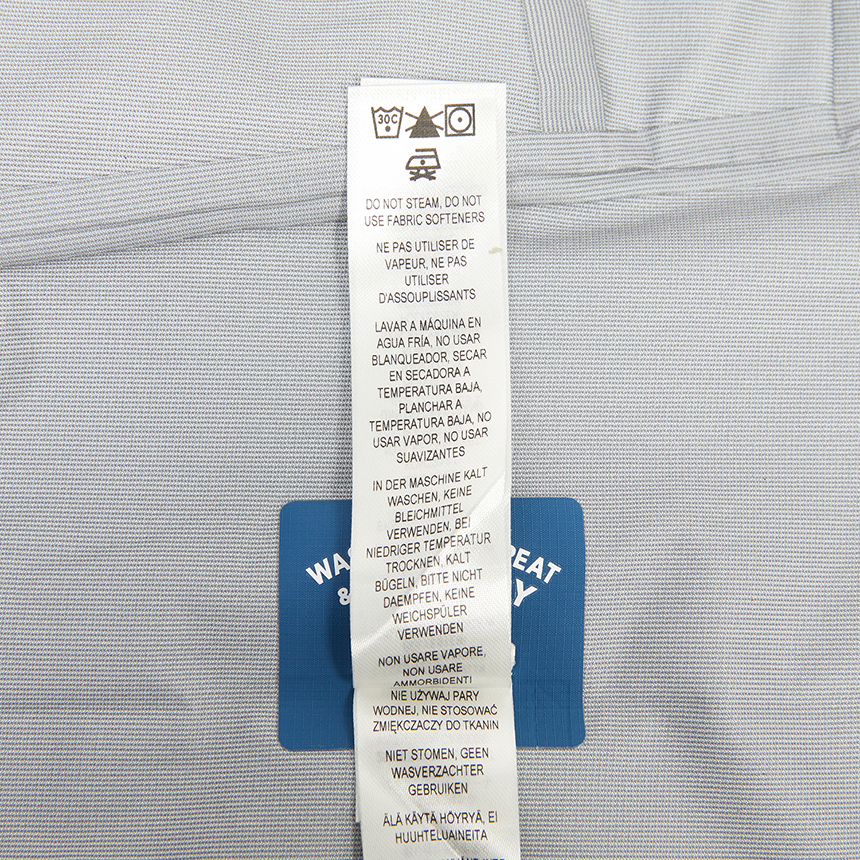 30C
DO NOT STEAM, DO NOT
USE FABRIC SOFTENERS
NE PAS UTILISER DE
VAPEUR, NE PAS
UTILISER
D'ASSOUPLISSANTS
LAVAR A MÁQUINA EN
AGUA FRÍA, NO USAR
BLANQUEADOR, SECAR
EN SECADORA A
TEMPERATURA BAJA,
PLANCHAR A
TEMPERATURA BAJA, NO
USAR VAPOR, NO USAR
SUAVIZANTES
IN DER MASCHINE KALT
WASCHEN, KEINE
BLEICHMITTEL
VERWENDEN, BEI
NIEDRIGER TEMPERATUR
TROCKNEN, KALT
BÜGELN, BITTE NICHT
DAEMPFEN, KEINE
WEICHSPÜLER
VERWENDEN
NON USARE VAPORE,
NON USARE
AMMORBIDENTI
NIE UŻYWAJ PARY
WODNEJ, NIE STOSOWAĆ
ZMIĘKCZACZY DO TKANIN
NIET STOMEN, GEEN
WASVERZACHTER
GEBRUIKEN
ÄLÄ KÄYTÄ HÖYRYÄ, EI
HUUHTELUAINEITA
&